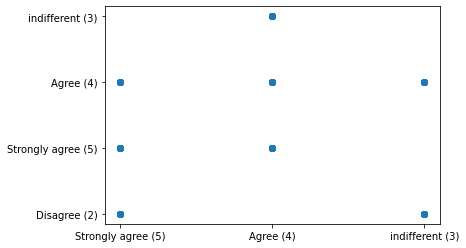 indifferent (3)
Agree (4)
Strongly agree (5)
Disagree (2)
Strongly agree (5)
Agree (4)
indifferent (3)